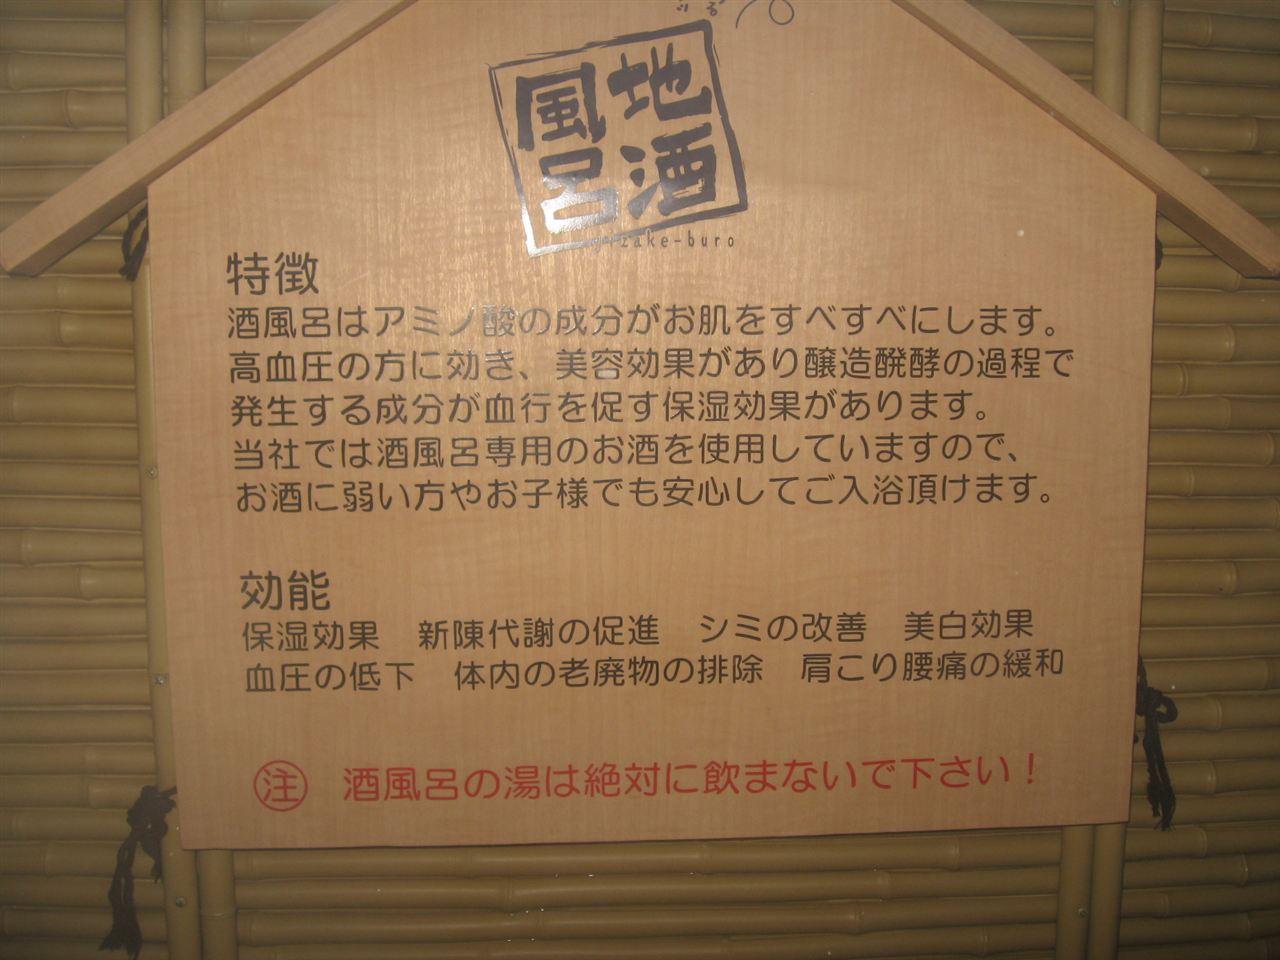 地酒
風呂
jizake-buro
特徴
酒風呂はアミノ酸の成分がお肌をすべすべにします。
高血圧の方に効き、美容効果があり醸造醗酵の過程で
発生する成分が血行を促す保湿効果があります。
当社では酒風呂専用のお酒を使用していますので、
お酒に弱い方やお子様でも安心してご入浴頂けます。
効能
保湿効果　新陳代謝の促進　シミの改善　美白効果
血圧の低下　体内の老廃物の排除　肩こり腰痛の緩和
注　酒風呂の湯は絶対に飲まないで下さい！